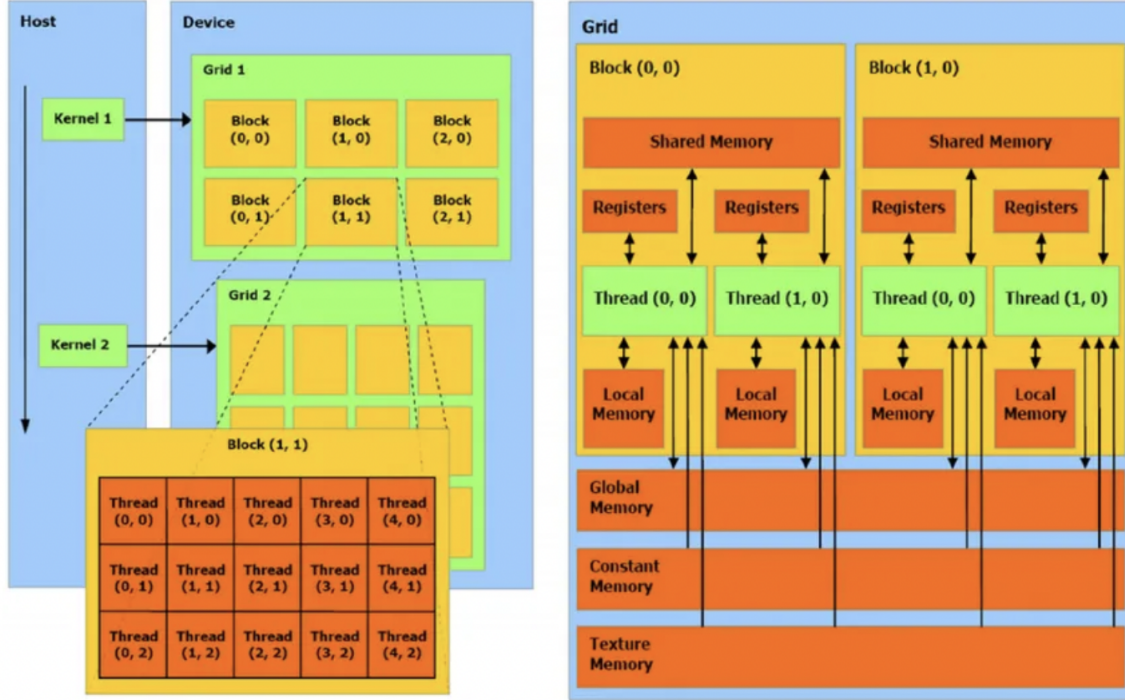 Host
Device
Grid 1
Kernel 1
Block
(0, 0)
Block
(1, 0)
Block
(2, 0)
Block
(0, 1)
Block
(1, 1)
Block
(2, 1)
Grid 2
Kernel 2
Block (1, 1)
Thread
(0, 0)
Thread
(1, 0)
Thread
(2, 0)
Thread
(3, 0)
Thread
(4, 0)
Thread
(0, 1)
Thread
(1, 1)
Thread
(2, 1)
Thread
(3, 1)
Thread
(4, 1)
Thread
(0, 2)
Thread
(1, 2)
Thread
(2, 2)
Thread
(3, 2)
Thread
(4, 2)
Grid
Block (0, 0)
Shared Memory
Registers
Registers
Thread (0, 0)
Thread (1, 0)
Local
Memory
Local
Memory
Block (1, 0)
Shared Memory
Registers
Registers
Thread (0, 0)
Thread (1, 0)
Local
Memory
Local
Memory
Global
Memory
Constant
Memory
Texture
Memory